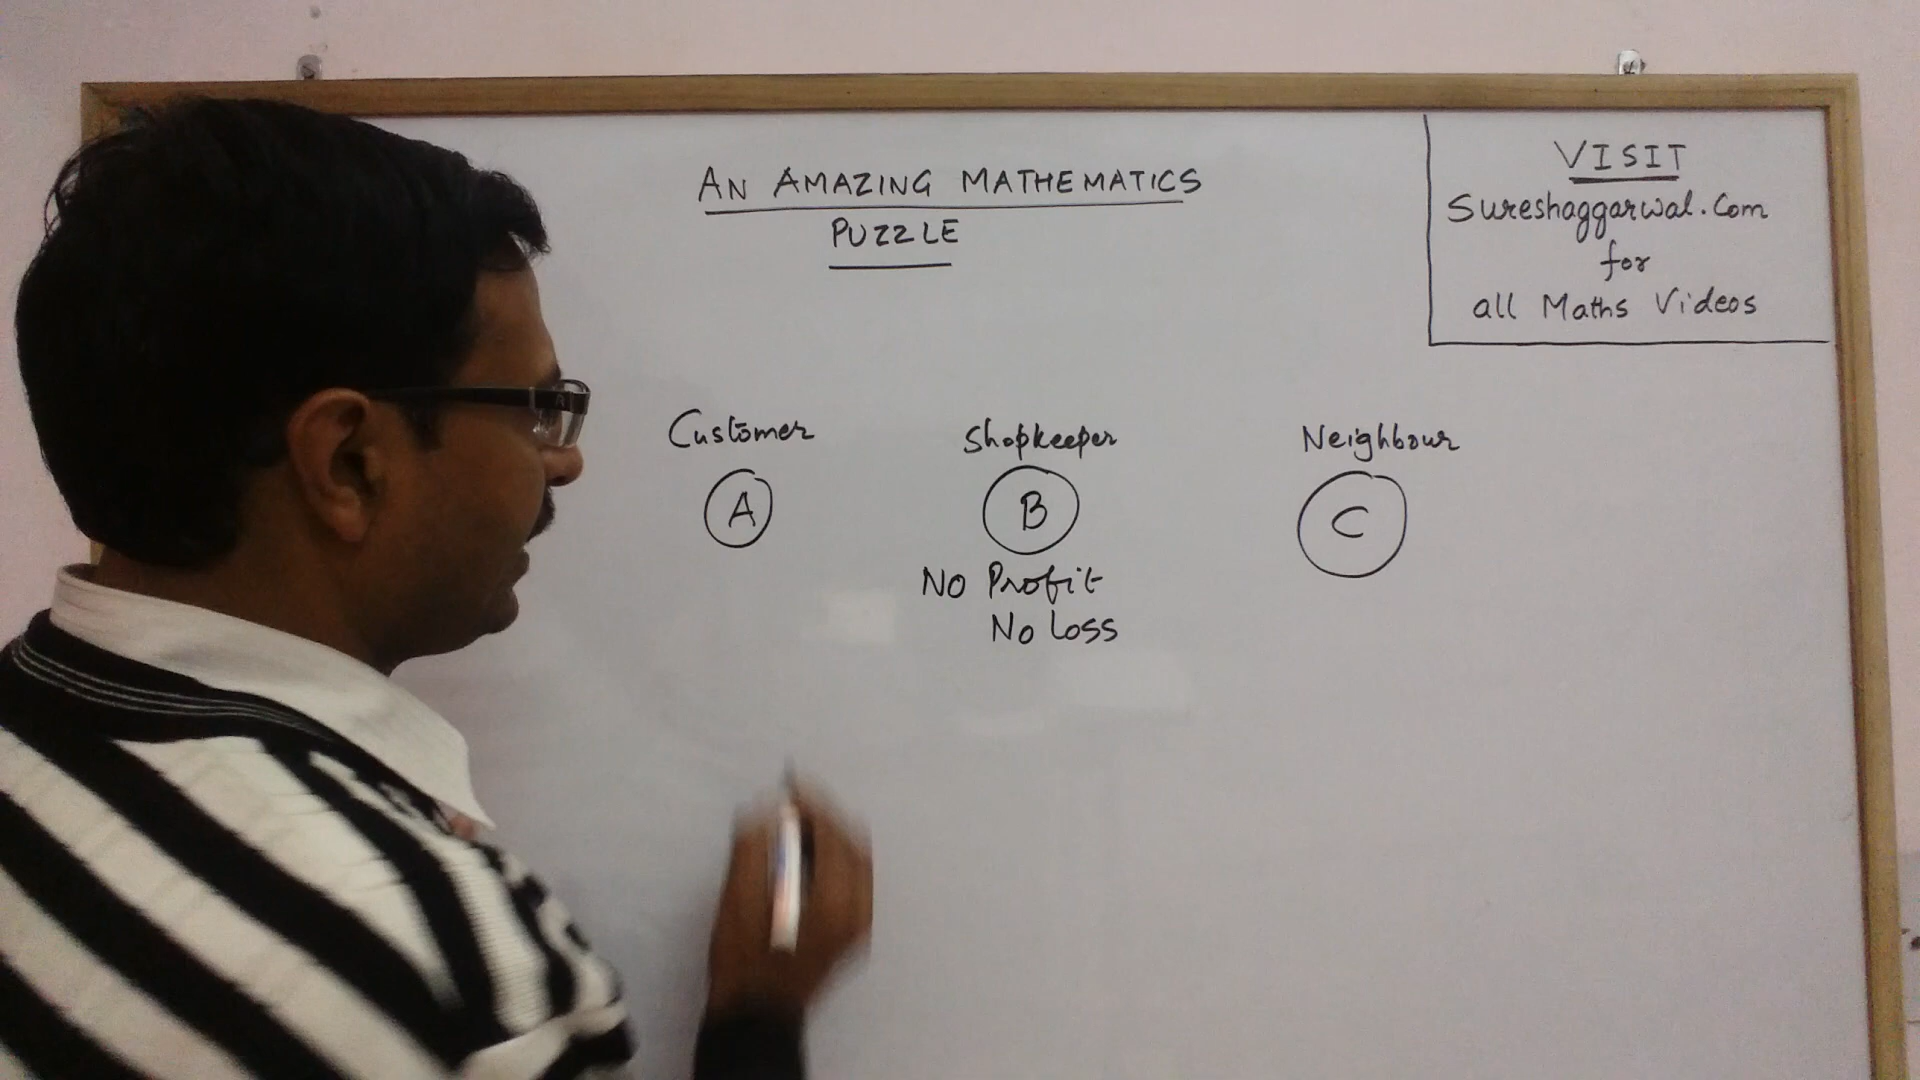 AN AMAZING MATHEMATICS
PUZZLE
VISIT
Sureshaggarwal.Com
for
all Maths Videos
Customer
Shopkeeper
Neighbour
A
B
C
No Profit
No Loss